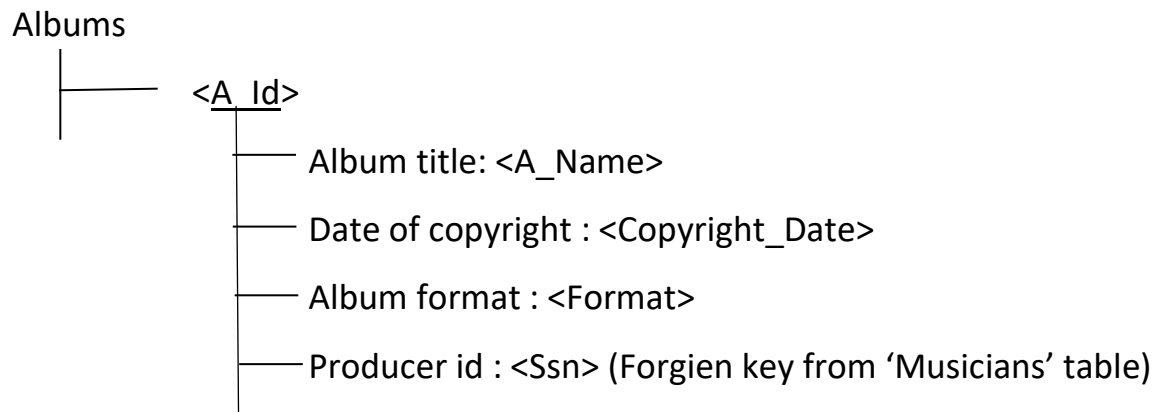 Albums
<A_Id>
Album title: <A_Name>
Date of copyright : <Copyright_Date>
Album format : <Format>
Producer id : <Ssn> (Forgien key from ‘Musicians’ table)